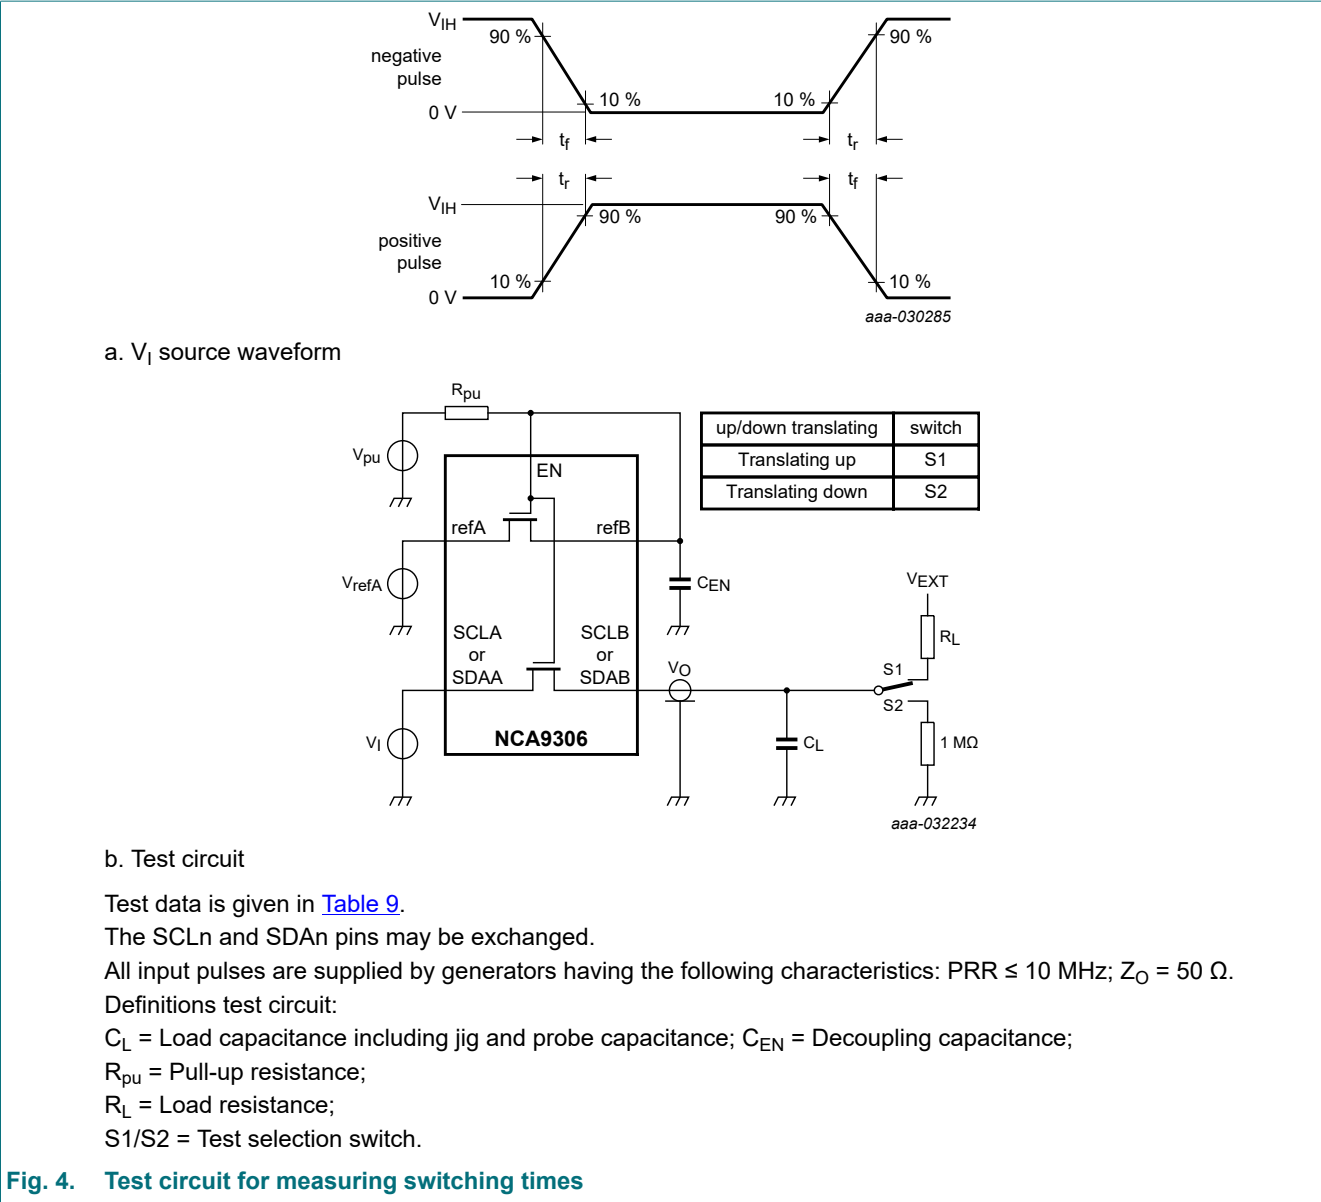 VIH
90 %
90 %
negative
pulse
10 %
10 %
0 V
tf
tr
tr
tf
VIH
90 %
90 %
positive
pulse
10 %
10 %
0 V
aaa-030285
a. VI source waveform
Rpu
up/down translating switch
Translating up S1
Translating down S2
Vpu
EN
refA
refB
VrefA
CEN
VEXT
RL
SCLA
or
SDAA
SCLB
or
SDAB
VO
S1
S2
VI
NCA9306
CL
1 MΩ
aaa-032234
b. Test circuit
Test data is given in Table 9.
The SCLn and SDAn pins may be exchanged.
All input pulses are supplied by generators having the following characteristics: PRR ≤ 10 MHz; ZO = 50 Ω.
Definitions test circuit:
CL = Load capacitance including jig and probe capacitance; CEN = Decoupling capacitance;
Rpu = Pull-up resistance;
RL = Load resistance;
S1/S2 = Test selection switch.
Fig. 4. Test circuit for measuring switching times